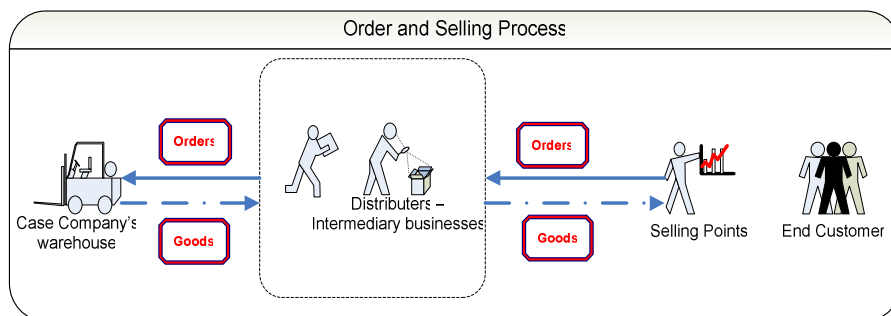 Order and Selling Process
Orders
Orders
Distributers –
Intermediary businesses
Case Company's
warehouse
Goods
Goods
Selling Points
End Customer